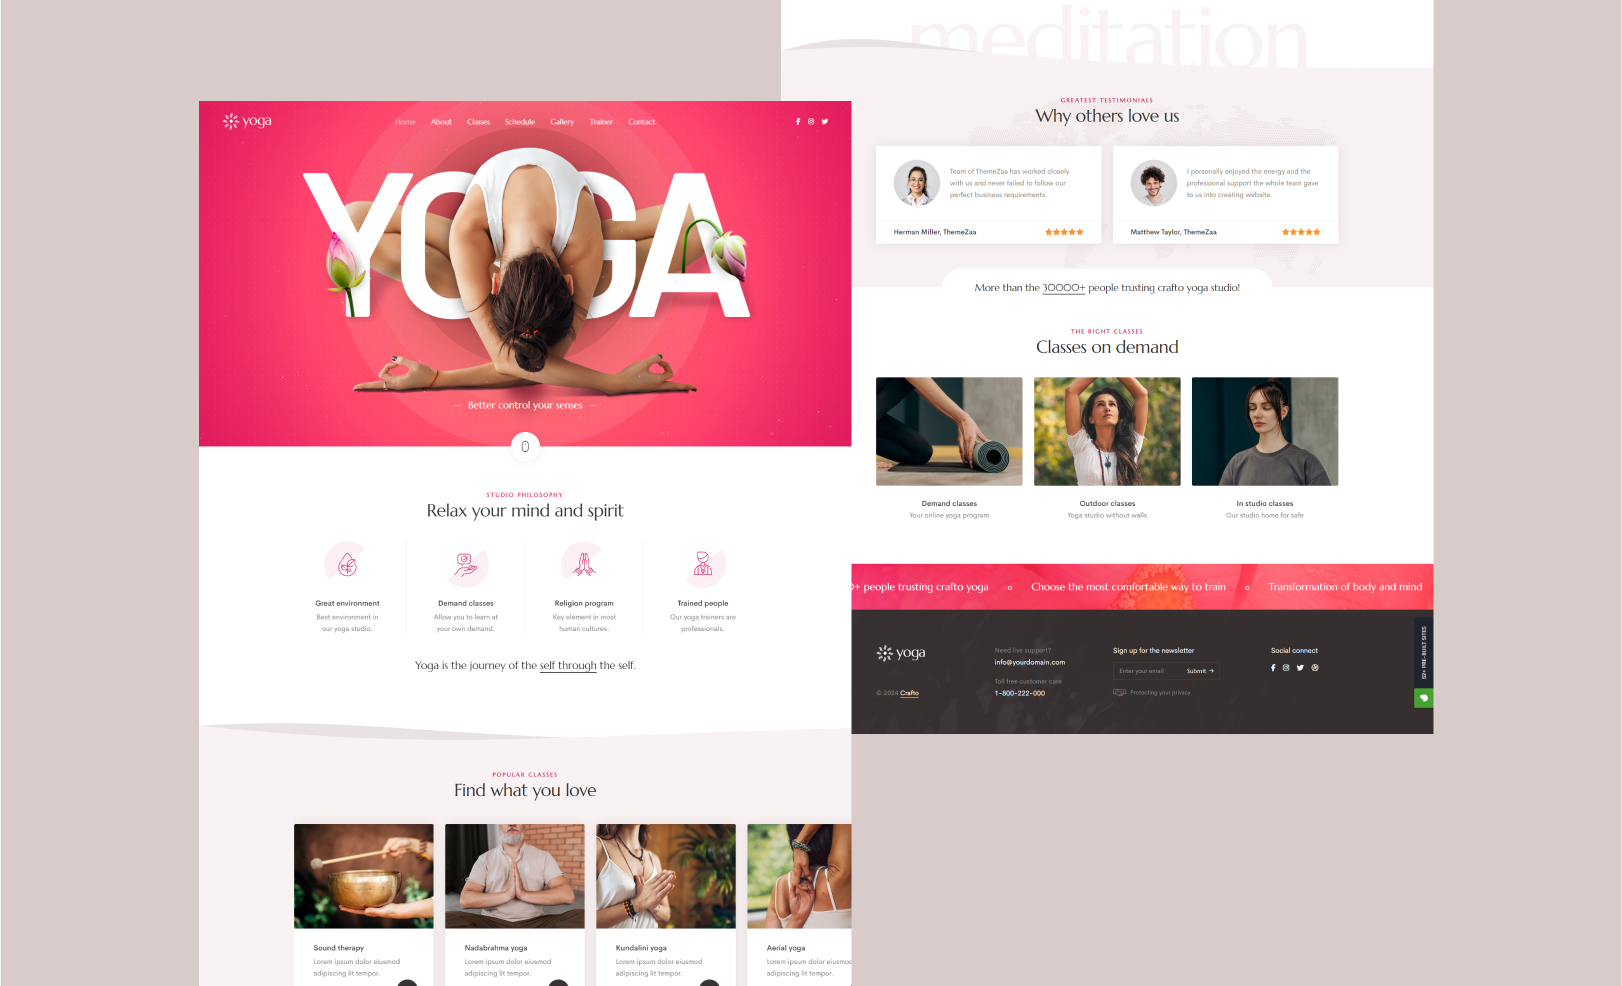 yoga
Home About Classes Schedule Gallery Trainer Contact
YOGA
— Better control your senses —
STUDIO PHILOSOPHY
Relax your mind and spirit
Great environment
Best environment in
our yoga studio.
Demand classes
Allow you to learn at
your own demand.
Religion program
Key element in most
human cultures.
Trained people
Our yoga trainers are
professionals.
Yoga is the journey of the self through the self.
POPULAR CLASSES
Find what you love
Sound therapy
Lorem ipsum dolor eiusmod
adipiscing lit tempor.
Nadabrahma yoga
Lorem ipsum dolor eiusmod
adipiscing lit tempor.
Kundalini yoga
Lorem ipsum dolor eiusmod
adipiscing lit tempor.
Aerial yoga
Lorem ipsum dolor eiusmod
adipiscing lit tempor.
meditation
GREATEST TESTIMONIALS
Why others love us
Team of ThemeZaa has worked closely
with us and never failed to follow our
perfect business requirements.
Herman Miller, ThemeZaa
I personally enjoyed the energy and the
professional support the whole team gave
to us into creating website.
Matthew Taylor, ThemeZaa
More than the 30000+ people trusting crafto yoga studio!
THE RIGHT CLASSES
Classes on demand
Demand classes
Your online yoga program
Outdoor classes
Yoga studio without walls
In studio classes
Our studio home for safe
0+ people trusting crafto yoga
Choose the most comfortable way to train
Transformation of body and mind
yoga
© 2024 Crafto
Need live support?
info@yourdomain.com
Toll free customer care
1-800-222-000
Sign up for the newsletter
Enter your email Submit →
Protecting your privacy
Social connect
52+ PRE-BUILT SITES